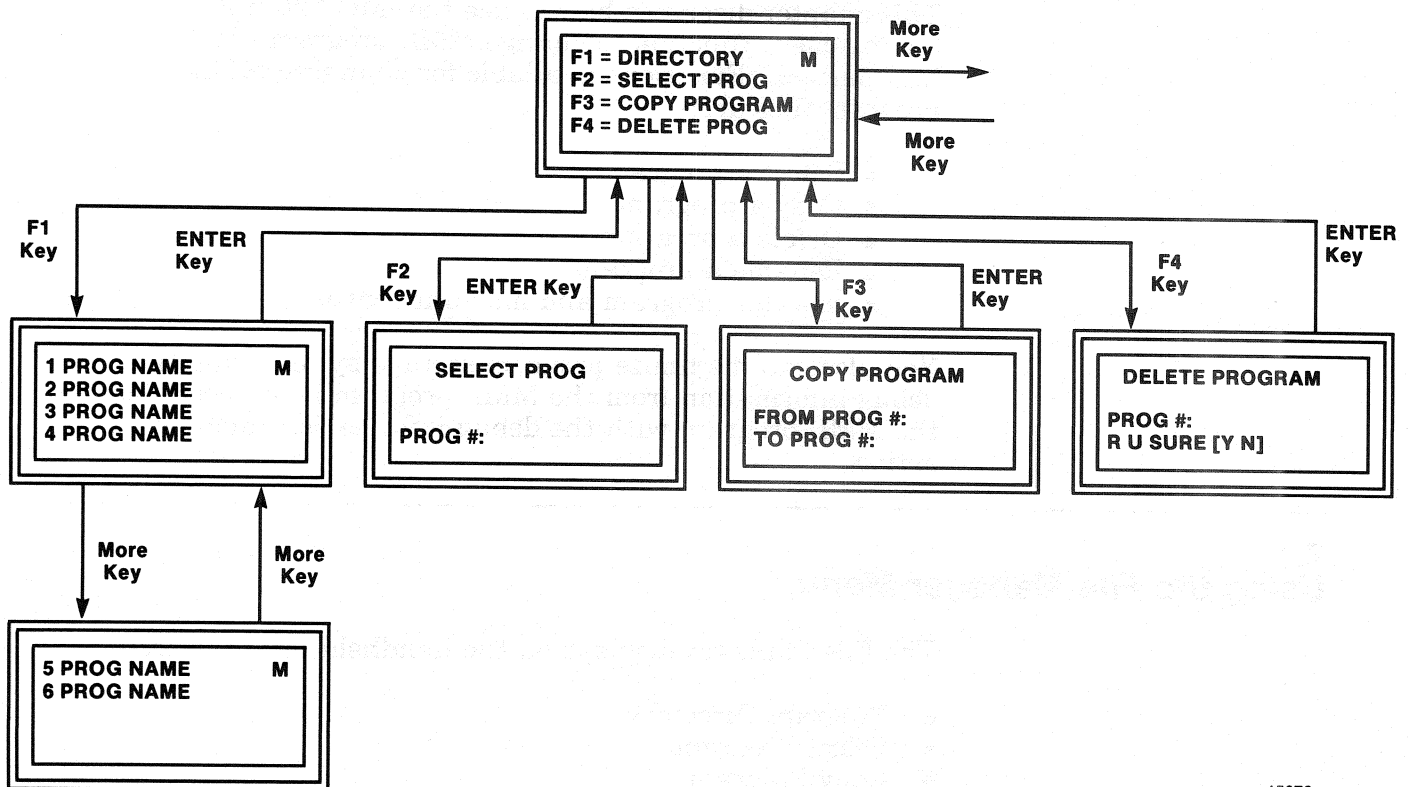 F1 = DIRECTORY M
F2 = SELECT PROG
F3 = COPY PROGRAM
F4 = DELETE PROG
More
Key
More
Key
F1
Key
ENTER
Key
F2
Key
ENTER Key
F3
Key
ENTER
Key
F4
Key
ENTER
Key
1 PROG NAME M
2 PROG NAME
3 PROG NAME
4 PROG NAME
SELECT PROG
PROG #:
COPY PROGRAM
FROM PROG #:
TO PROG #:
DELETE PROGRAM
PROG #:
R U SURE [Y N]
More
Key
More
Key
5 PROG NAME M
6 PROG NAME